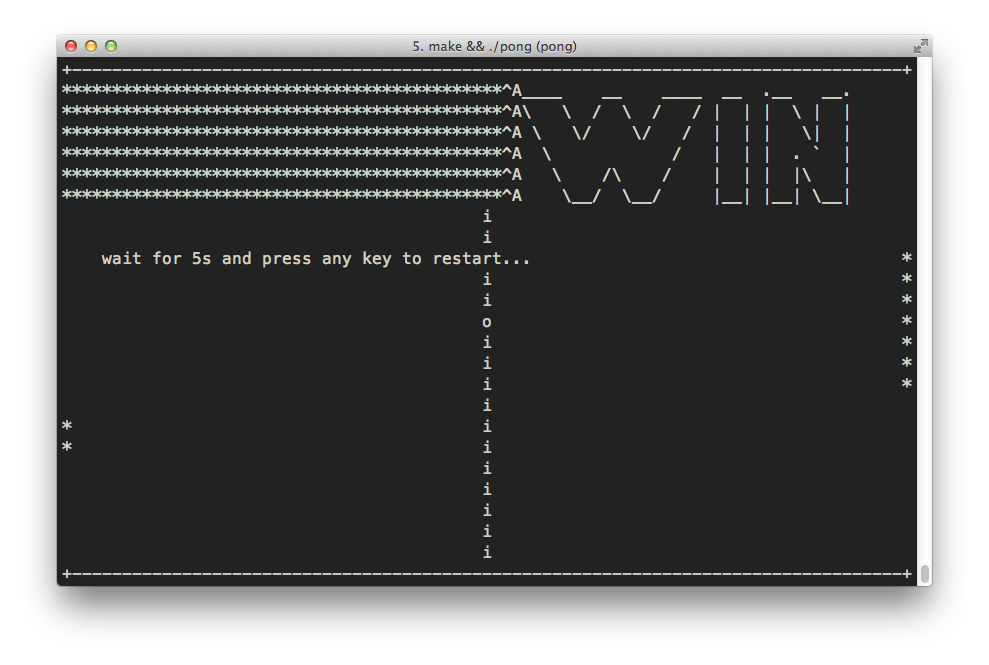 5. make && ./pong (pong)
+-----------------------------------------------------------------------------------+
********************************************^A____    __    ____  __  .__   __.
********************************************^A\   \  /  \  /   / |  | |  \ |  |
********************************************^A \   \/    \/   /  |  | |   \|  |
********************************************^A  \            /   |  | |  . `  |
********************************************^A   \    /\    /    |  | |  |\   |
********************************************^A    \__/  \__/     |__| |__| \__|
                                          i
                                          i
    wait for 5s and press any key to restart...                                     *
                                          i                                         *
                                          i                                         *
                                          o                                         *
                                          i                                         *
                                          i                                         *
                                          i                                         *
                                          i
*                                         i
*                                         i
                                          i
                                          i
                                          i
                                          i
                                          i
+-----------------------------------------------------------------------------------+